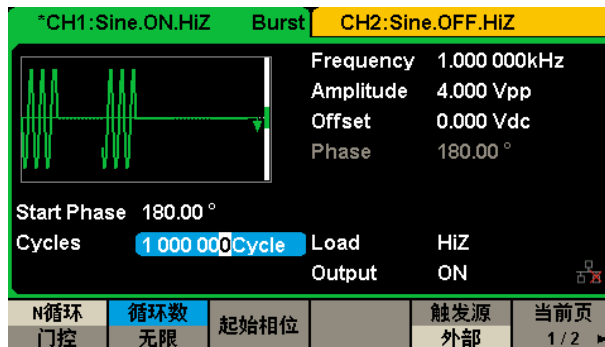 *CH1:Sine.ON.HiZ Burst CH2:Sine.OFF.HiZ
Frequency 1.000 000kHz
Amplitude 4.000 Vpp
Offset 0.000 Vdc
Phase 180.00 °
Start Phase 180.00 °
Cycles 1 000 000Cycle Load HiZ
Output ON
N循环 循环数 起始相位 触发源 当前页
门控 无限 外部 1/2